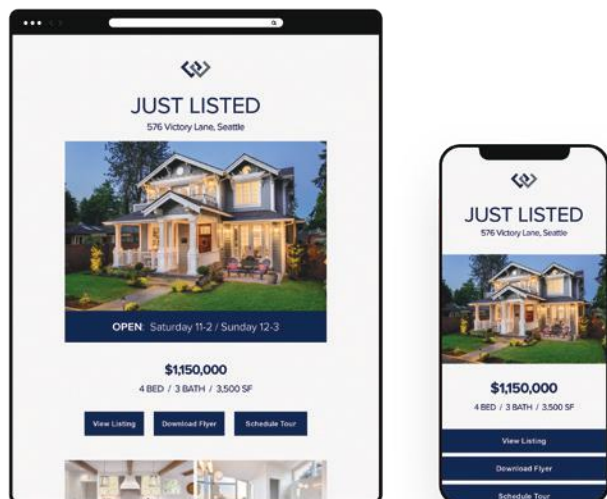 JUST LISTED
576 Victory Lane, Seattle
OPEN: Saturday 11-2 / Sunday 12-3
$1,150,000
4 BED / 3 BATH / 3,500 SF
View Listing Download Flyer Schedule Tour
JUST LISTED
576 Victory Lane, Seattle
$1,150,000
4 BED / 3 BATH / 3,500 SF
View Listing
Download Flyer
Schedule Tour